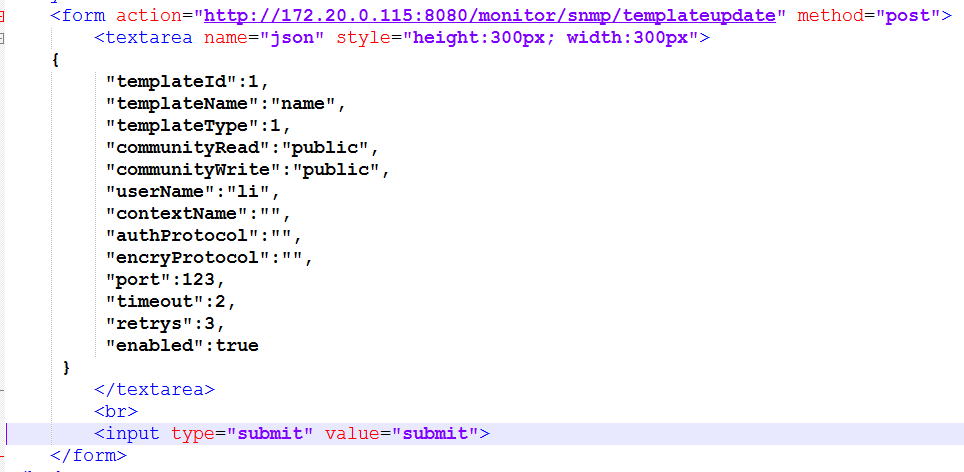 <form action="http://172.20.0.115:8080/monitor/snmp/templateupdate" method="post">
<textarea name="json" style="height:300px; width:300px">
{
"templateId":1,
"templateName":"name",
"templateType":1,
"communityRead":"public",
"communityWrite":"public",
"userName":"li",
"contextName":"",
"authProtocol":"",
"encryProtocol":"",
"port":123,
"timeout":2,
"retrys":3,
"enabled":true
}
</textarea>
<br>
<input type="submit" value="submit">
</form>